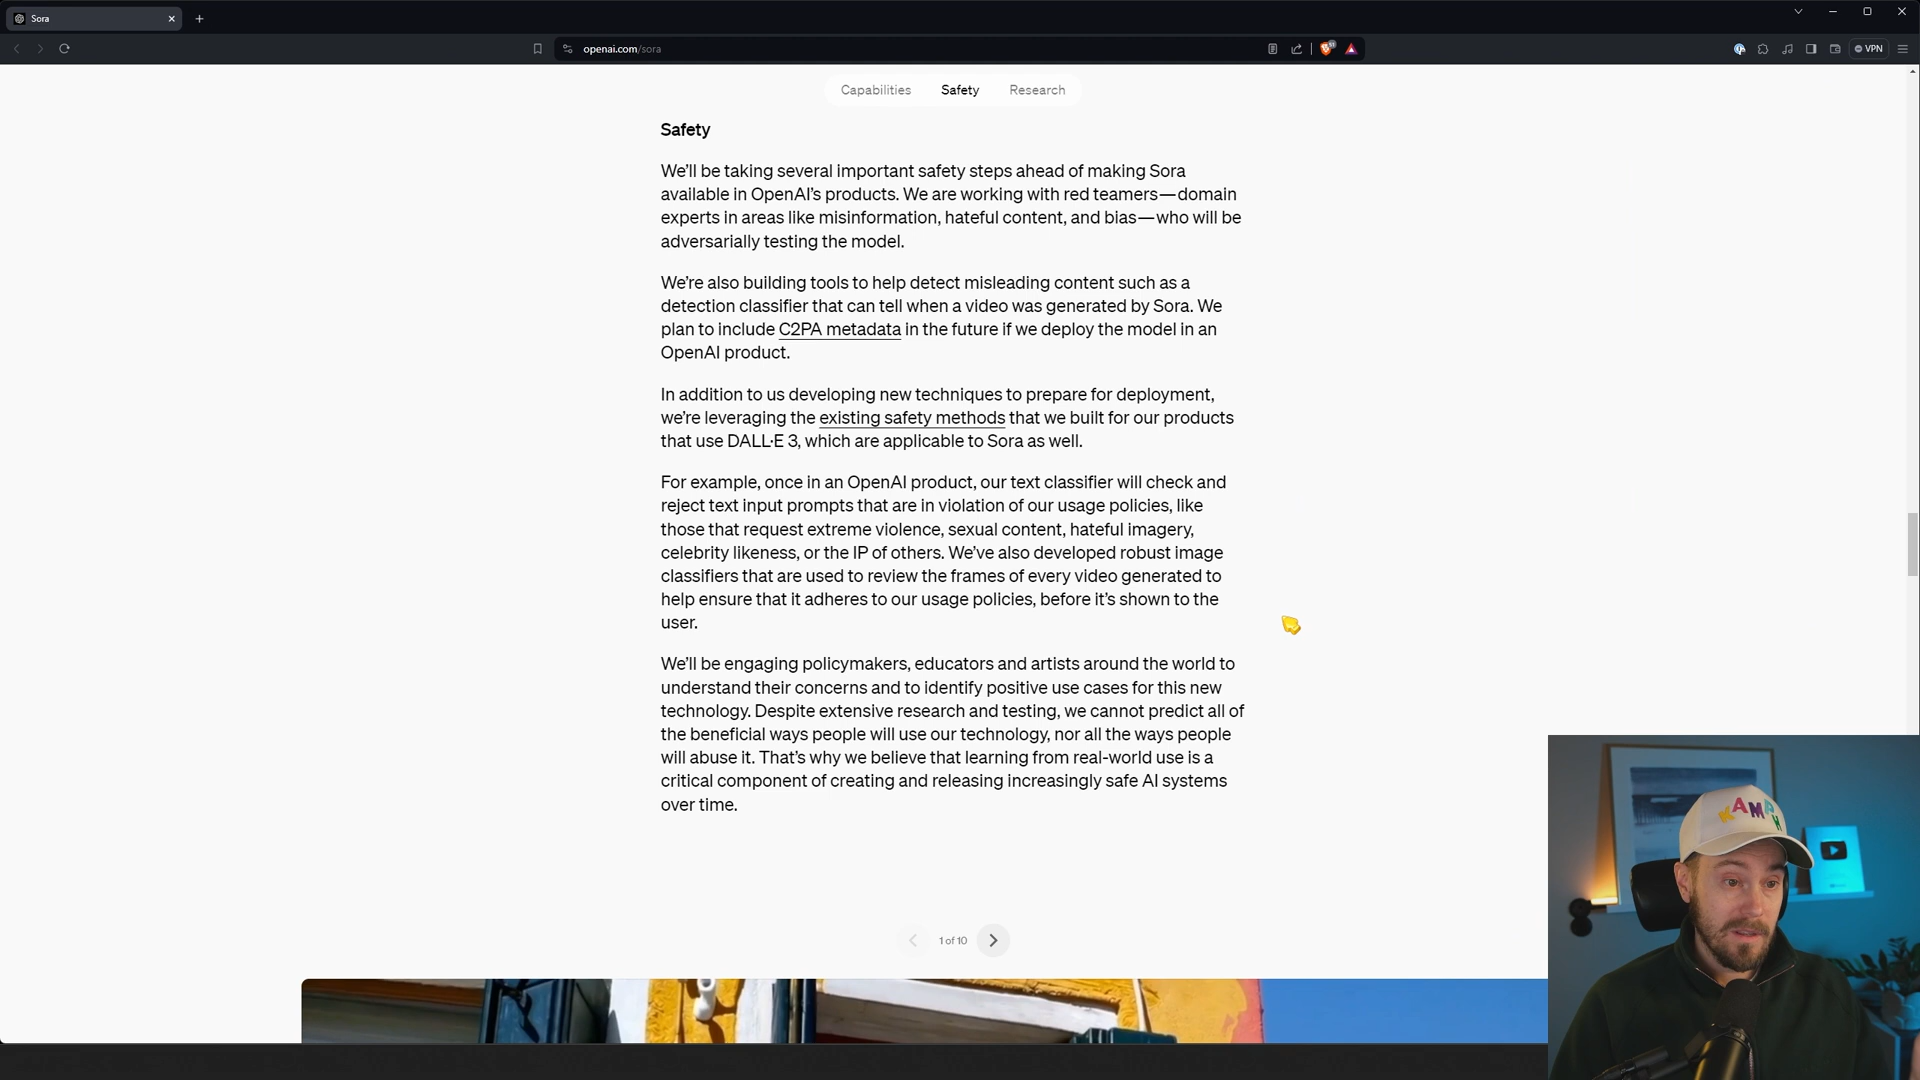 Sora
openai.com/sora
VPN
Capabilities
Safety
Research
Safety
We'll be taking several important safety steps ahead of making Sora
available in OpenAI's products. We are working with red teamers—domain
experts in areas like misinformation, hateful content, and bias—who will be
adversarially testing the model.
We're also building tools to help detect misleading content such as a
detection classifier that can tell when a video was generated by Sora. We
plan to include C2PA metadata in the future if we deploy the model in an
OpenAI product.
In addition to us developing new techniques to prepare for deployment,
we're leveraging the existing safety methods that we built for our products
that use DALL·E 3, which are applicable to Sora as well.
For example, once in an OpenAI product, our text classifier will check and
reject text input prompts that are in violation of our usage policies, like
those that request extreme violence, sexual content, hateful imagery,
celebrity likeness, or the IP of others. We've also developed robust image
classifiers that are used to review the frames of every video generated to
help ensure that it adheres to our usage policies, before it's shown to the
user.
We'll be engaging policymakers, educators and artists around the world to
understand their concerns and to identify positive use cases for this new
technology. Despite extensive research and testing, we cannot predict all of
the beneficial ways people will use our technology, nor all the ways people
will abuse it. That's why we believe that learning from real-world use is a
critical component of creating and releasing increasingly safe AI systems
over time.
1 of 10